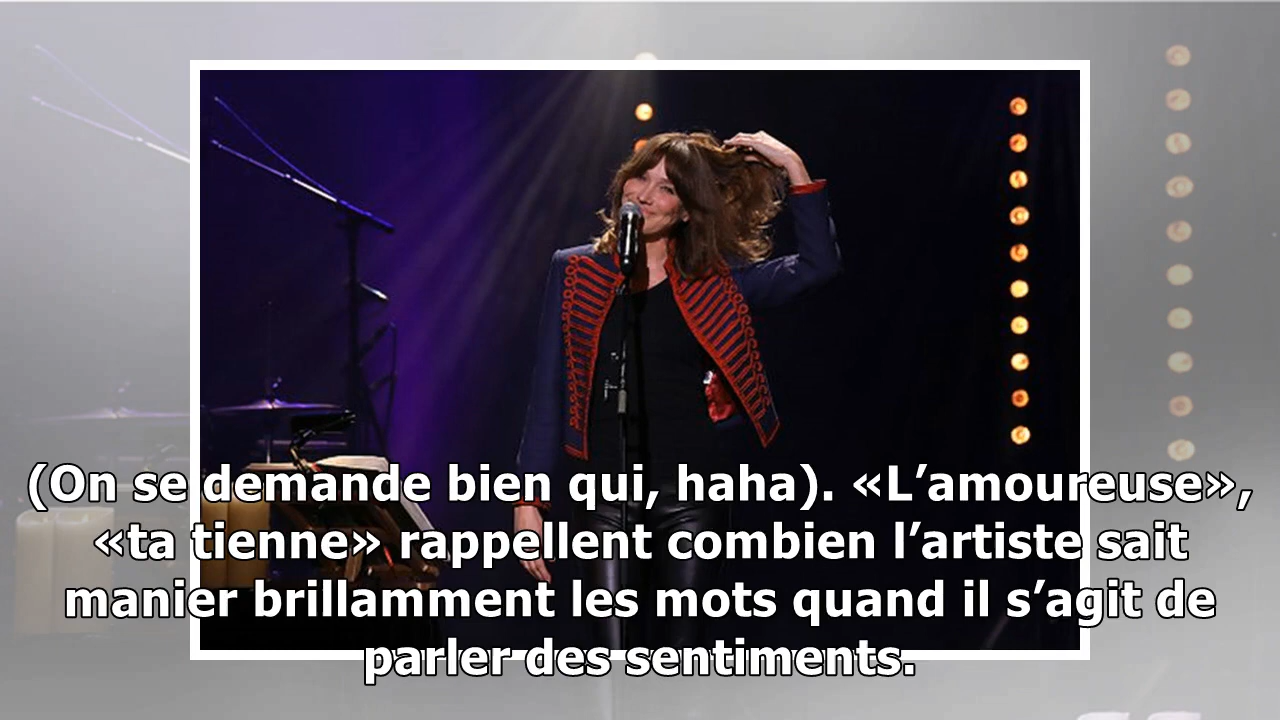 (On se demande bien qui, haha). «L’amoureuse»,
«ta tienne» rappellent combien l’artiste sait
manier brillamment les mots quand il s’agit de
parler des sentiments.